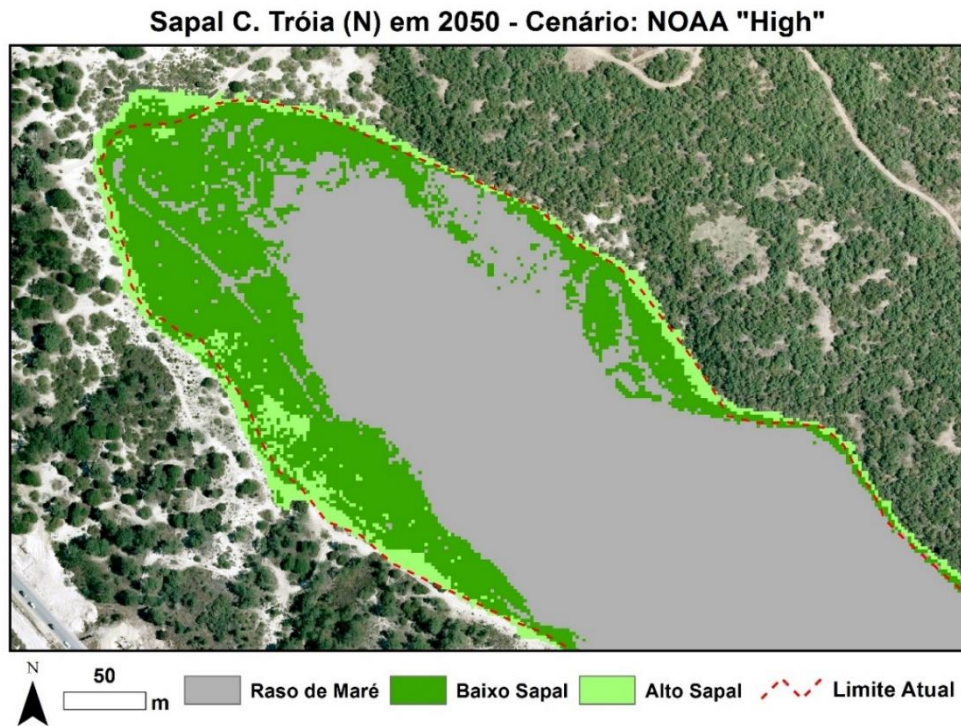 Sapal C. Tróia (N) em 2050 - Cenário: NOAA "High"
N
50
m
Raso de Maré
Baixo Sapal
Alto Sapal
Limite Atual